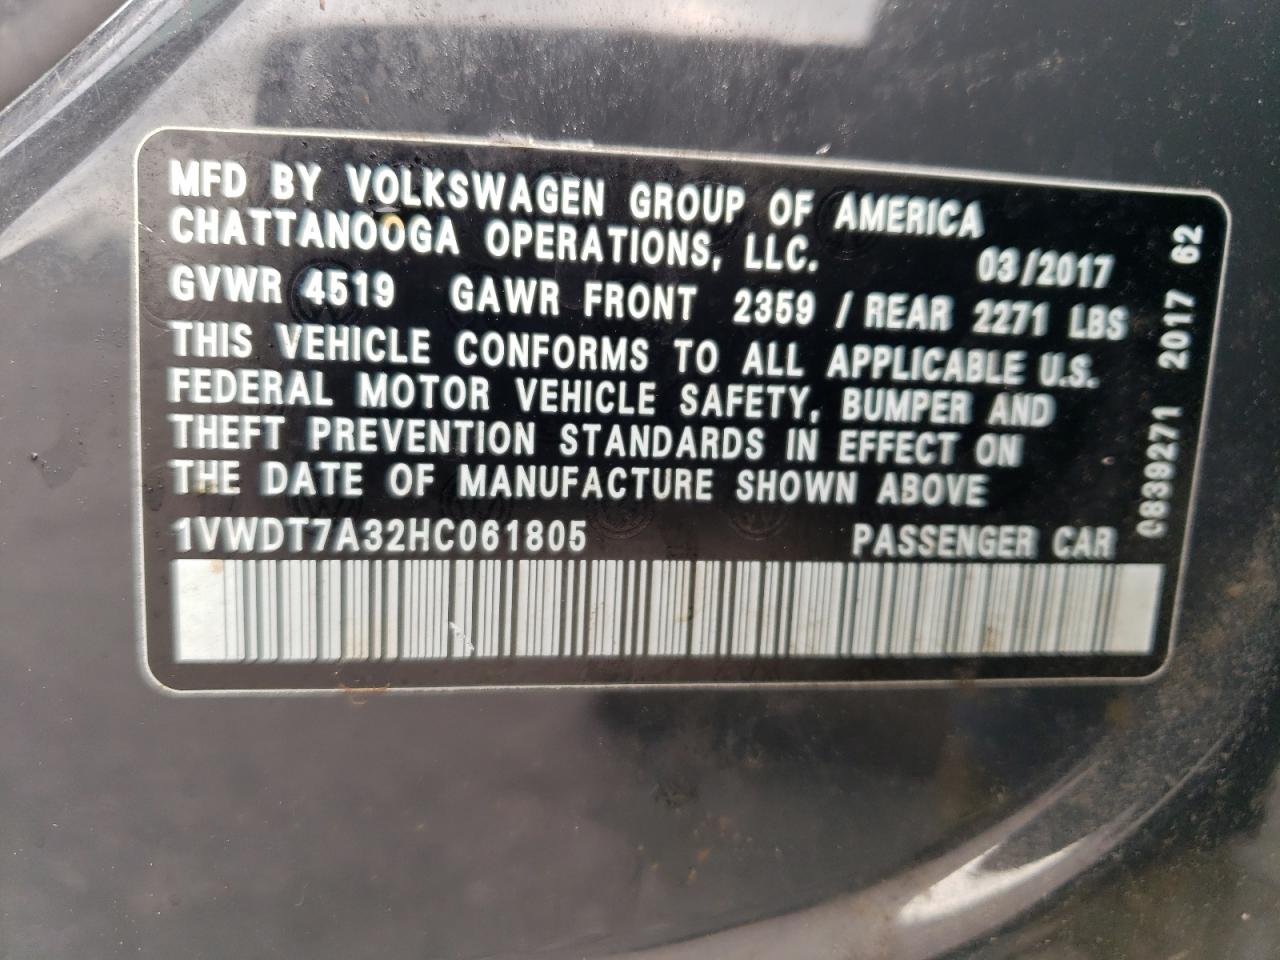 MFD BY VOLKSWAGEN GROUP OF AMERICA
CHATTANOOGA OPERATIONS, LLC. 03/2017
GVWR 4519 GAWR FRONT 2359 / REAR 2271 LBS
THIS VEHICLE CONFORMS TO ALL APPLICABLE U.S.
FEDERAL MOTOR VEHICLE SAFETY, BUMPER AND
THEFT PREVENTION STANDARDS IN EFFECT ON
THE DATE OF MANUFACTURE SHOWN ABOVE
1VWDT7A32HC061805 PASSENGER CAR
0839271 2017 62